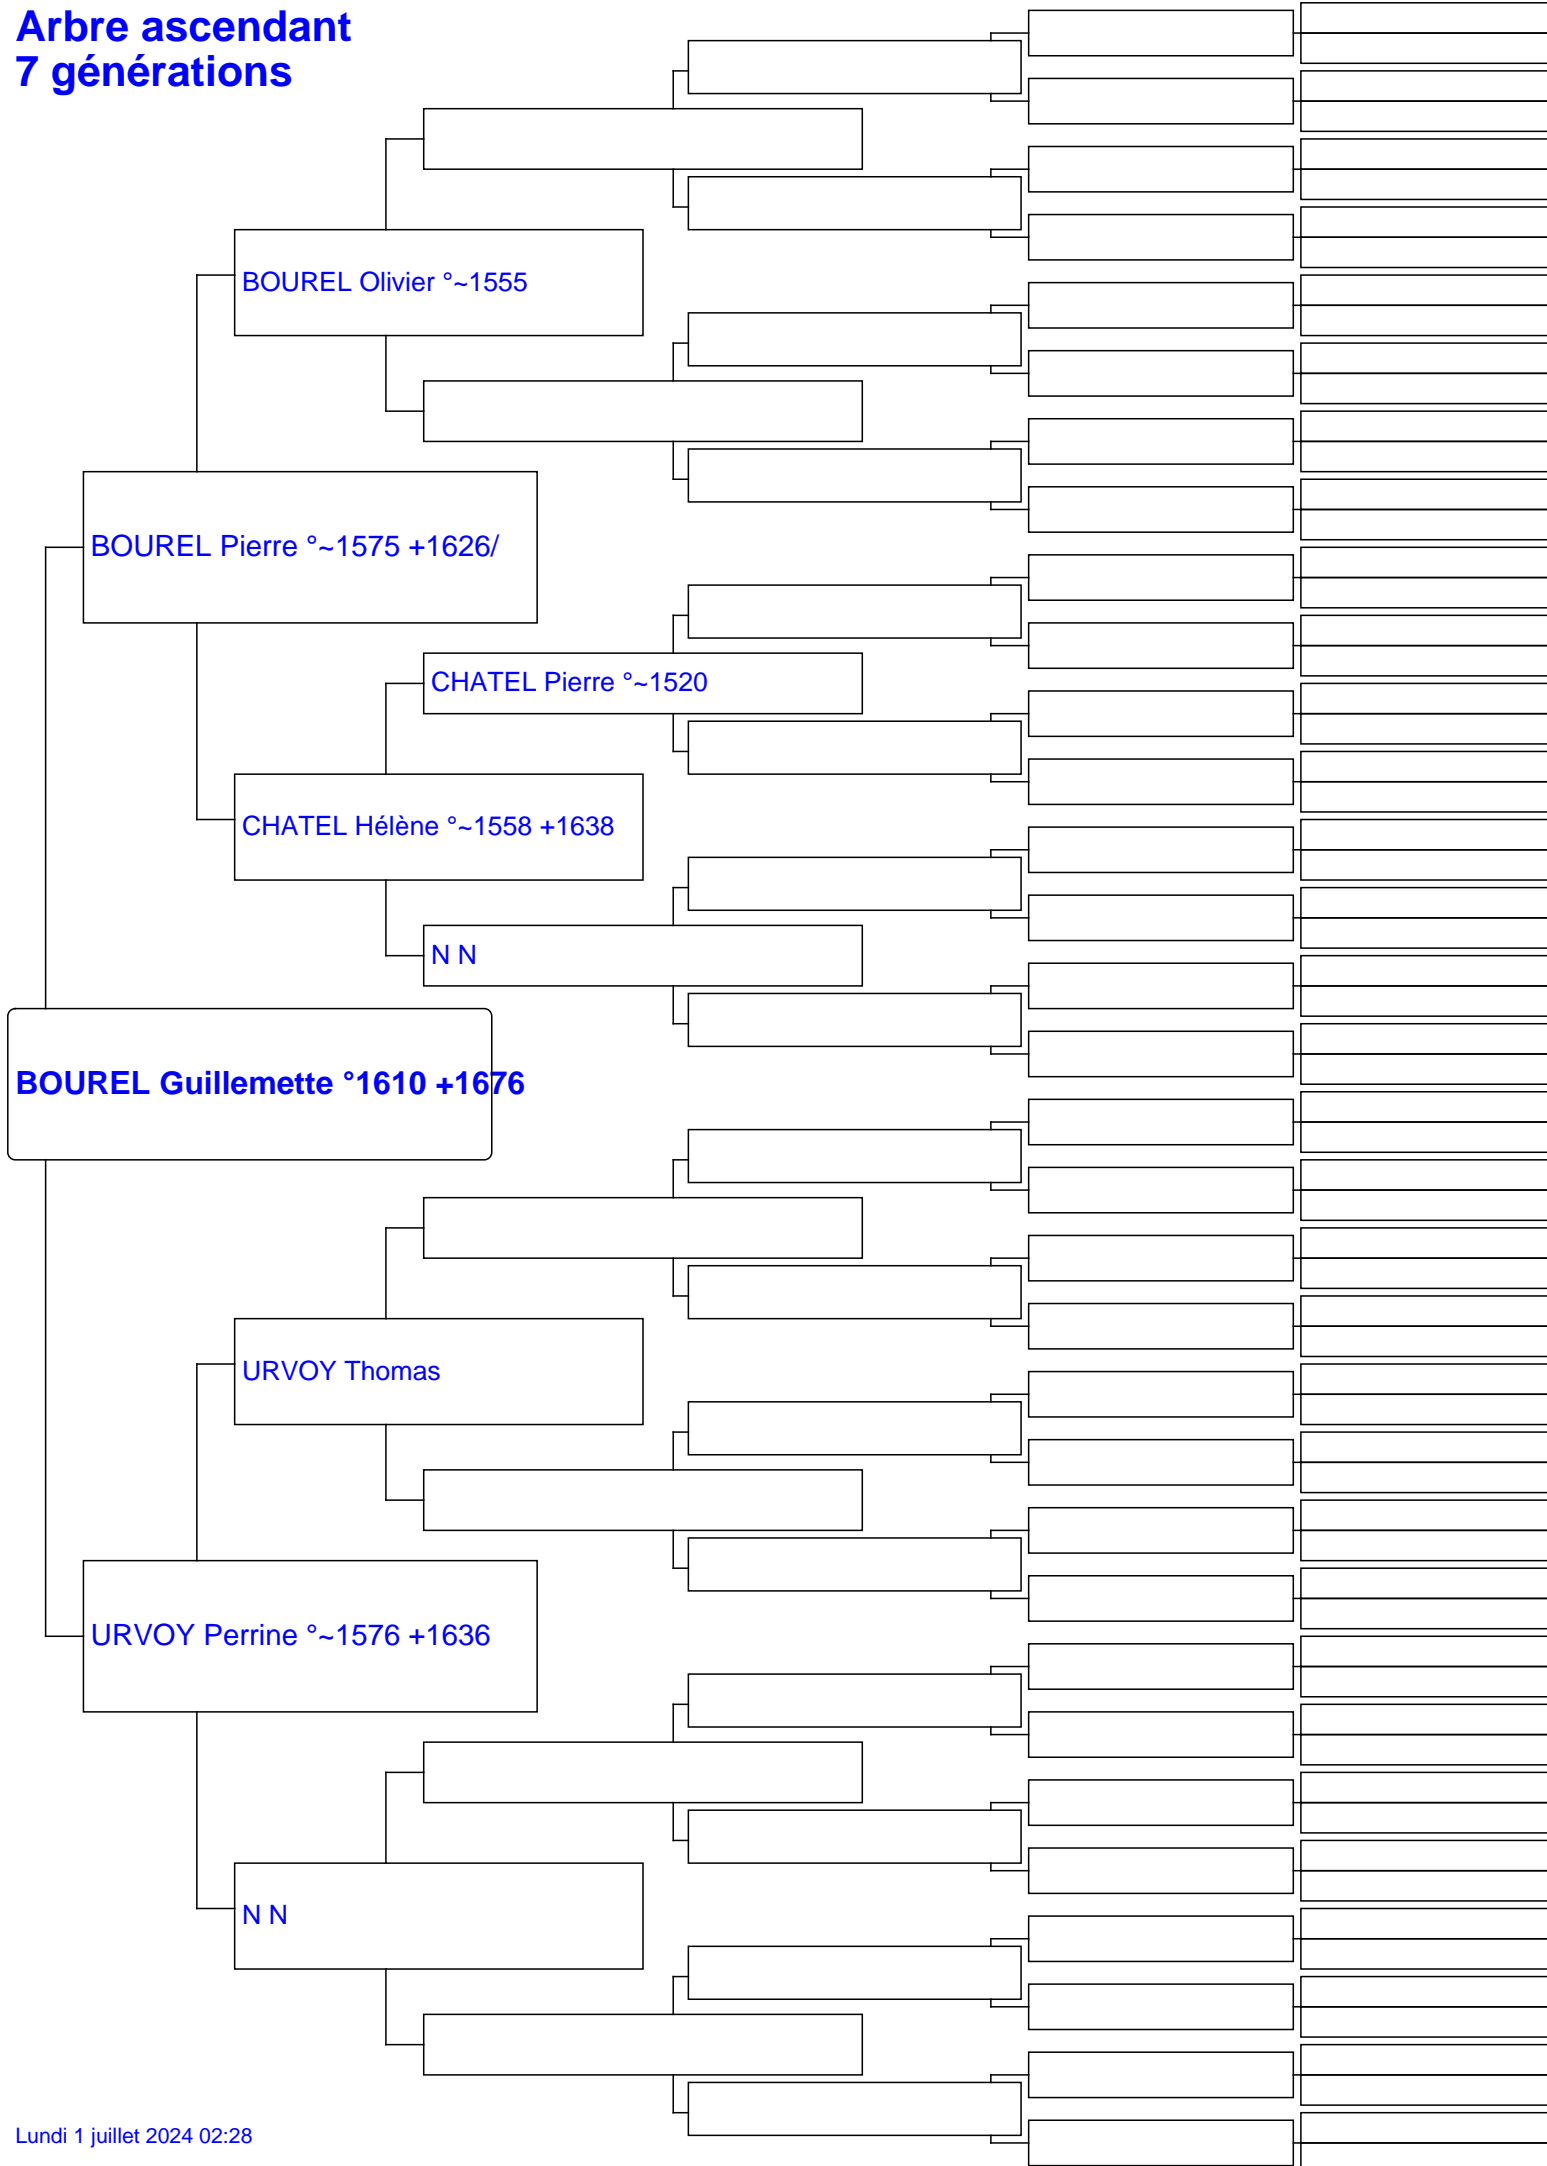 Arbre ascendant
7 générations
BOUREL Olivier °~1555
BOUREL Pierre °~1575 +1626/
CHATEL Pierre °~1520
CHATEL Hélène °~1558 +1638
N N
BOUREL Guillemette °1610 +1676
URVOY Thomas
URVOY Perrine °~1576 +1636
N N
Lundi 1 juillet 2024 02:28